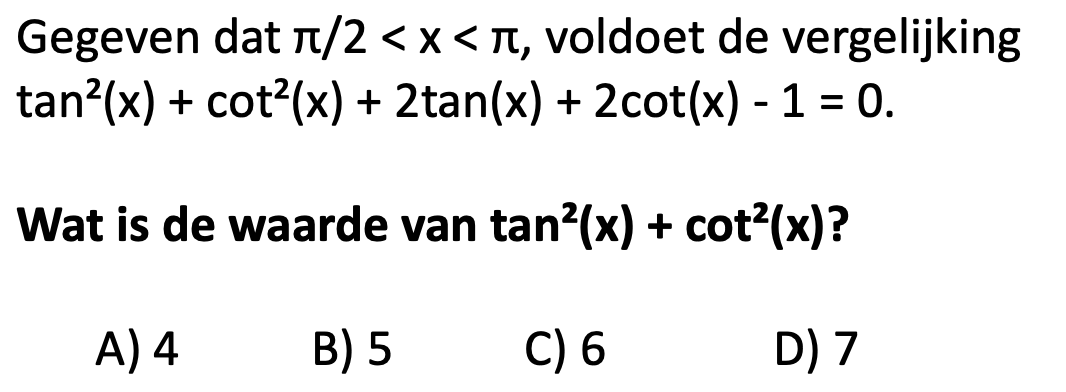 Gegeven dat π/2 < x < π, voldoet de vergelijking
tan²(x) + cot²(x) + 2tan(x) + 2cot(x) - 1 = 0.
Wat is de waarde van tan²(x) + cot²(x)?
A) 4 B) 5 C) 6 D) 7